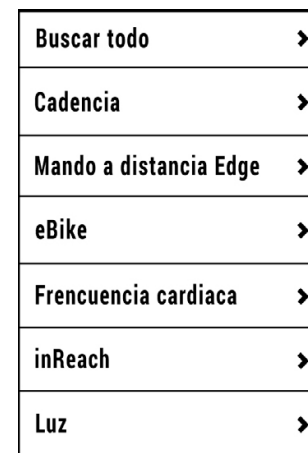 Buscar todo
Cadencia
Mando a distancia Edge
eBike
Frencuencia cardiaca
inReach
Luz